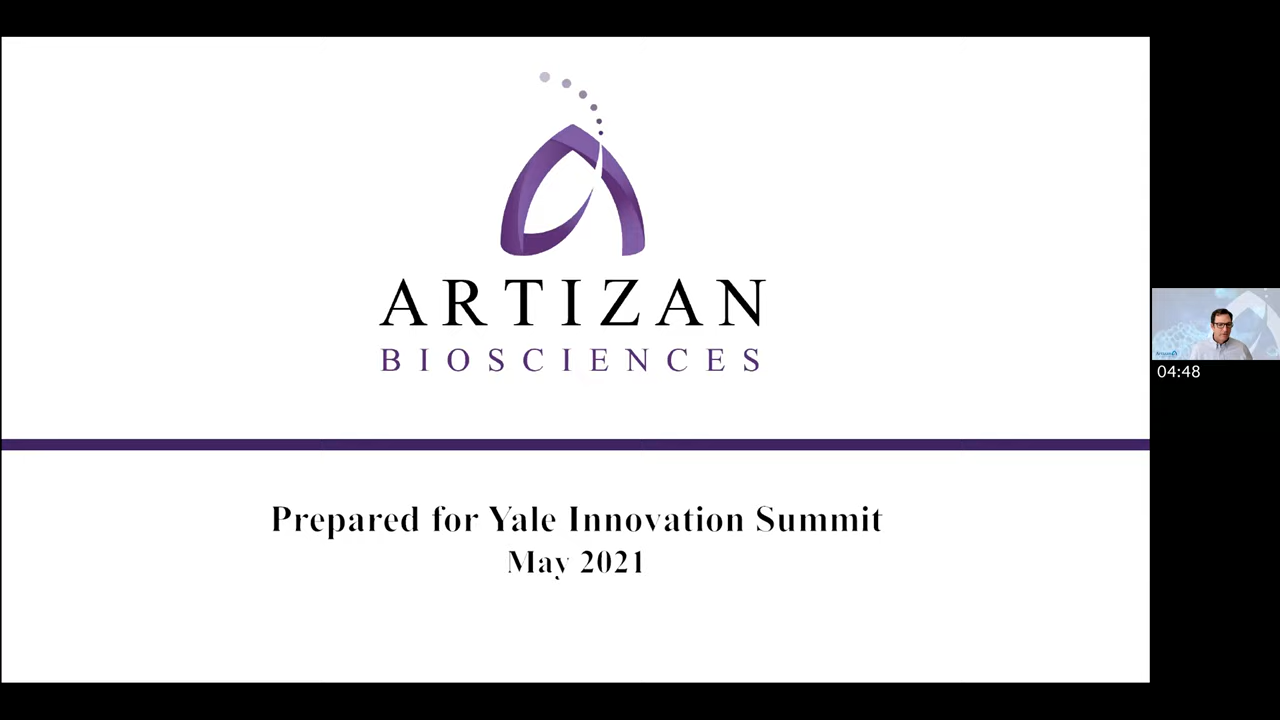 ARTIZAN
BIOSCIENCES
Prepared for Yale Innovation Summit
May 2021
04:48